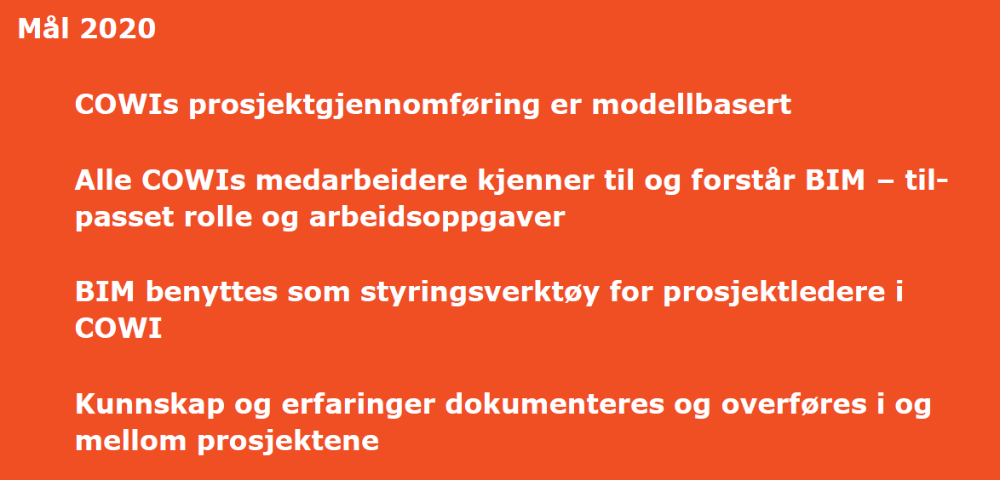 Mål 2020
COWIs prosjektgjennomføring er modellbasert
Alle COWIs medarbeidere kjenner til og forstår BIM – til-
passet rolle og arbeidsoppgaver
BIM benyttes som styringsverktøy for prosjektledere i
COWI
Kunnskap og erfaringer dokumenteres og overføres i og
mellom prosjektene